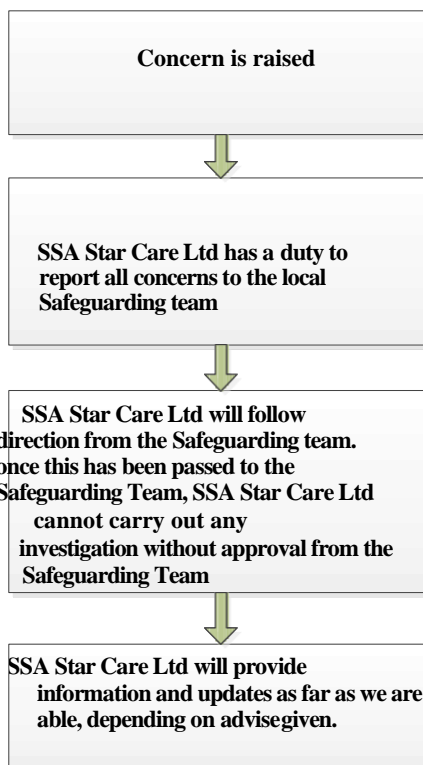 Concern is raised
SSA Star Care Ltd has a duty to
report all concerns to the local
Safeguarding team
SSA Star Care Ltd will follow
direction from the Safeguarding team.
once this has been passed to the
Safeguarding Team, SSA Star Care Ltd
cannot carry out any
investigation without approval from the
Safeguarding Team
SSA Star Care Ltd will provide
information and updates as far as we are
able, depending on advisegiven.